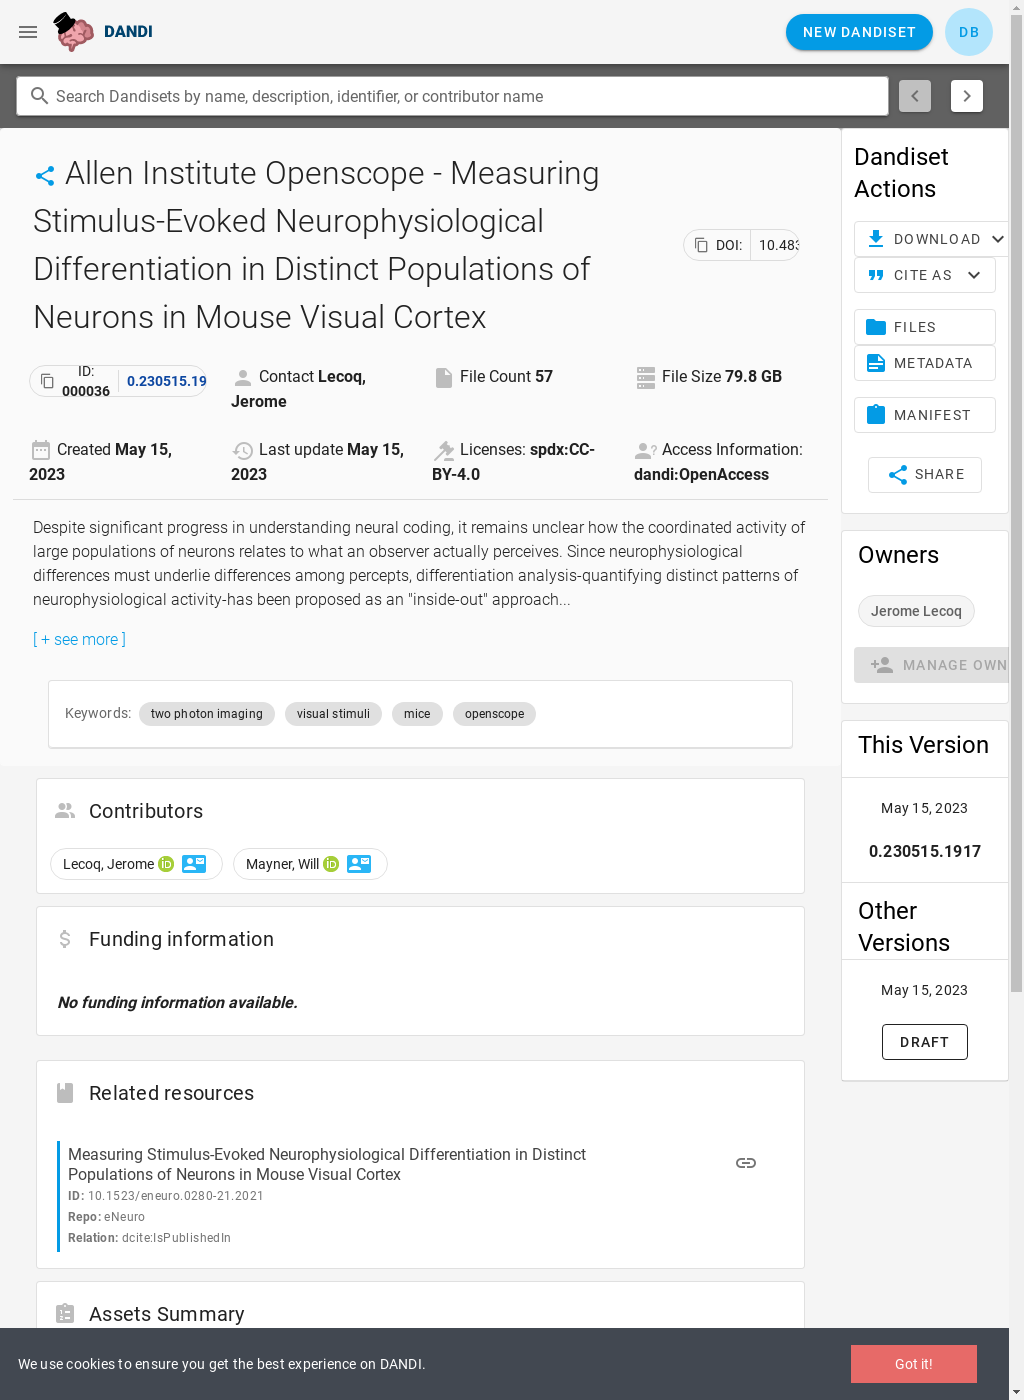 DANDI
NEW DANDISET
DB
Search Dandisets by name, description, identifier, or contributor name
Allen Institute Openscope - Measuring
Stimulus-Evoked Neurophysiological
Differentiation in Distinct Populations of
Neurons in Mouse Visual Cortex
DOI:
10.483
ID:
000036
0.230515.19
Contact Lecoq,
Jerome
File Count 57
File Size 79.8 GB
Created May 15,
2023
Last update May 15,
2023
Licenses: spdx:CC-
BY-4.0
Access Information:
dandi:OpenAccess
Despite significant progress in understanding neural coding, it remains unclear how the coordinated activity of
large populations of neurons relates to what an observer actually perceives. Since neurophysiological
differences must underlie differences among percepts, differentiation analysis-quantifying distinct patterns of
neurophysiological activity-has been proposed as an "inside-out" approach...
[ + see more ]
Keywords: two photon imaging visual stimuli mice openscope
Contributors
Lecoq, Jerome iD Mayner, Will iD
Funding information
No funding information available.
Related resources
Measuring Stimulus-Evoked Neurophysiological Differentiation in Distinct
Populations of Neurons in Mouse Visual Cortex
ID: 10.1523/eneuro.0280-21.2021
Repo: eNeuro
Relation: dcite:IsPublishedIn
Assets Summary
Dandiset
Actions
DOWNLOAD
CITE AS
FILES
METADATA
MANIFEST
SHARE
Owners
Jerome Lecoq
MANAGE OWN
This Version
May 15, 2023
0.230515.1917
Other
Versions
May 15, 2023
DRAFT
We use cookies to ensure you get the best experience on DANDI.
Got it!